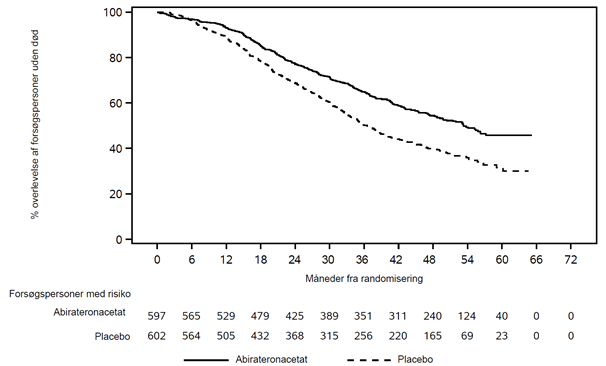 % overlevelse af forsøgspersoner uden død
100
80
60
40
20
0
0 6 12 18 24 30 36 42 48 54 60 66 72
Måneder fra randomisering
Forsøgspersoner med risiko
Abirateronacetat 597 565 529 479 425 389 351 311 240 124 40 0 0
Placebo 602 564 505 432 368 315 256 220 165 69 23 0 0
Abirateronacetat Placebo